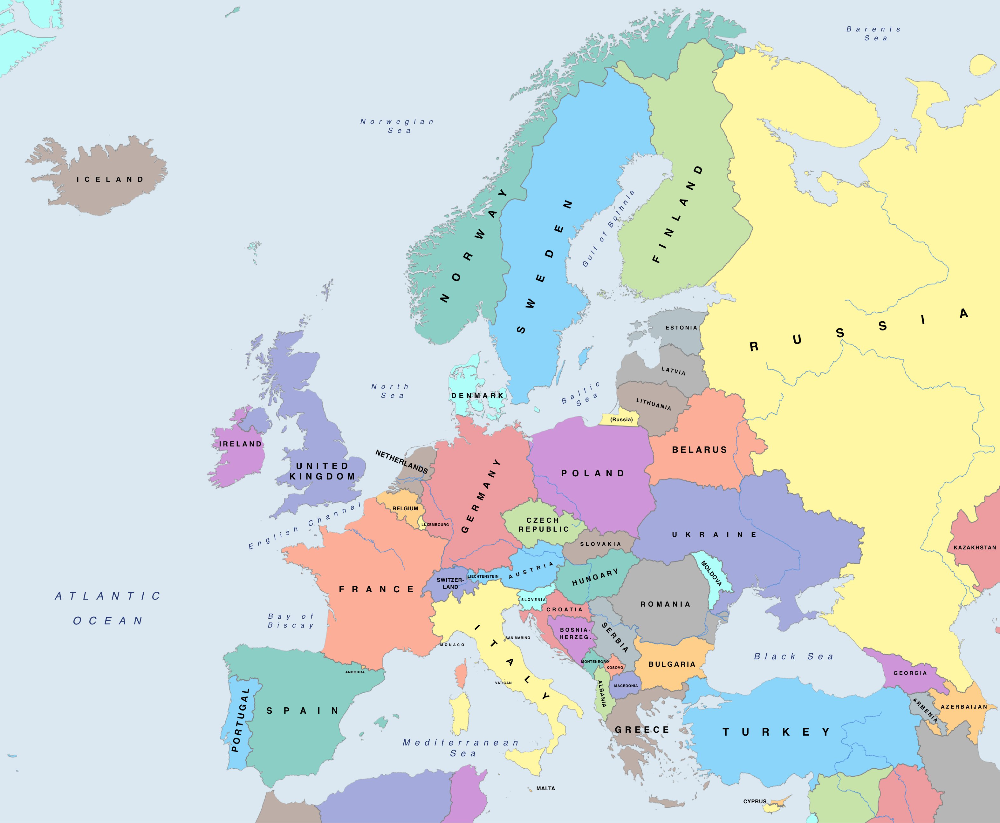 Barents
Sea
Norwegian
Sea
ICELAND
NORWAY
SWEDEN
FINLAND
Gulf of Bothnia
RUSSIA
ESTONIA
LATVIA
LITHUANIA
(Russia)
Baltic
Sea
North
Sea
DENMARK
IRELAND
UNITED
KINGDOM
NETHERLANDS
BELGIUM
LUXEMBOURG
GERMANY
POLAND
BELARUS
English Channel
CZECH
REPUBLIC
SLOVAKIA
UKRAINE
KAZAKHSTAN
ATLANTIC
OCEAN
FRANCE
SWITZER-
LAND
LIECHTENSTEIN
AUSTRIA
HUNGARY
MOLDOVA
ROMANIA
SLOVENIA
CROATIA
Bay of
Biscay
BOSNIA-
HERZEG.
SERBIA
ITALY
SAN MARINO
MONACO
MONTENEGRO
KOSOVO
BULGARIA
Black Sea
ANDORRA
VATICAN
ALBANIA
MACEDONIA
GEORGIA
ARMENIA
AZERBAIJAN
PORTUGAL
SPAIN
GREECE
TURKEY
Mediterranean
Sea
MALTA
CYPRUS